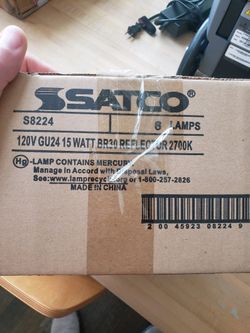 SATCO®
S8224 8 LAMPS
120V GU24 15 WATT BR30 REFLECTOR 2700K
Hg -LAMP CONTAINS MERCURY
Manage in Accord with Disposal Laws,
See:www.lamprecycle.org or 1-800-257-2826
MADE IN CHINA
2 00 45923 08224 9